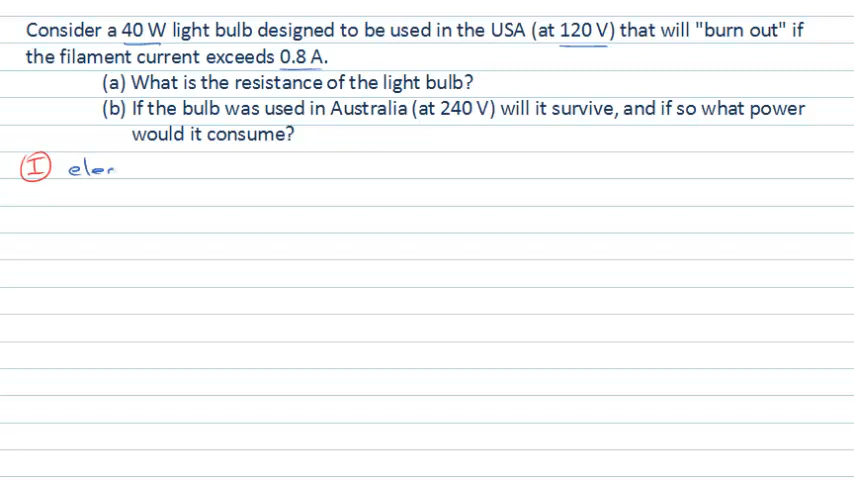 Consider a 40 W light bulb designed to be used in the USA (at 120 V) that will "burn out" if
the filament current exceeds 0.8 A.
(a) What is the resistance of the light bulb?
(b) If the bulb was used in Australia (at 240 V) will it survive, and if so what power
would it consume?
I